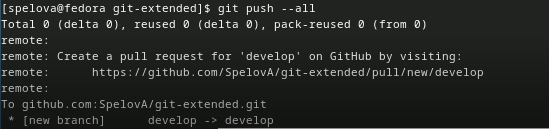 [spelova@fedora git-extended]$ git push --all
Total 0 (delta 0), reused 0 (delta 0), pack-reused 0 (from 0)
remote:
remote: Create a pull request for 'develop' on GitHub by visiting:
remote:      https://github.com/SpelovA/git-extended/pull/new/develop
remote:
To github.com:SpelovA/git-extended.git
 * [new branch]      develop -> develop